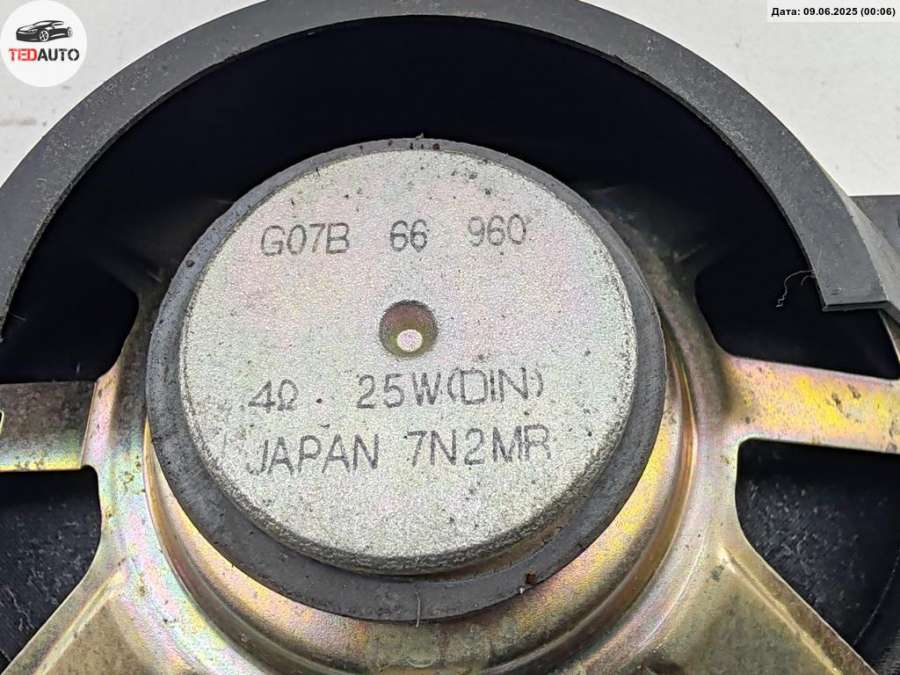 TEDAUTO
Дата: 09.06.2025 (00:06)
G07B 66 960
4Ω . 25W(DIN)
JAPAN 7N2MR